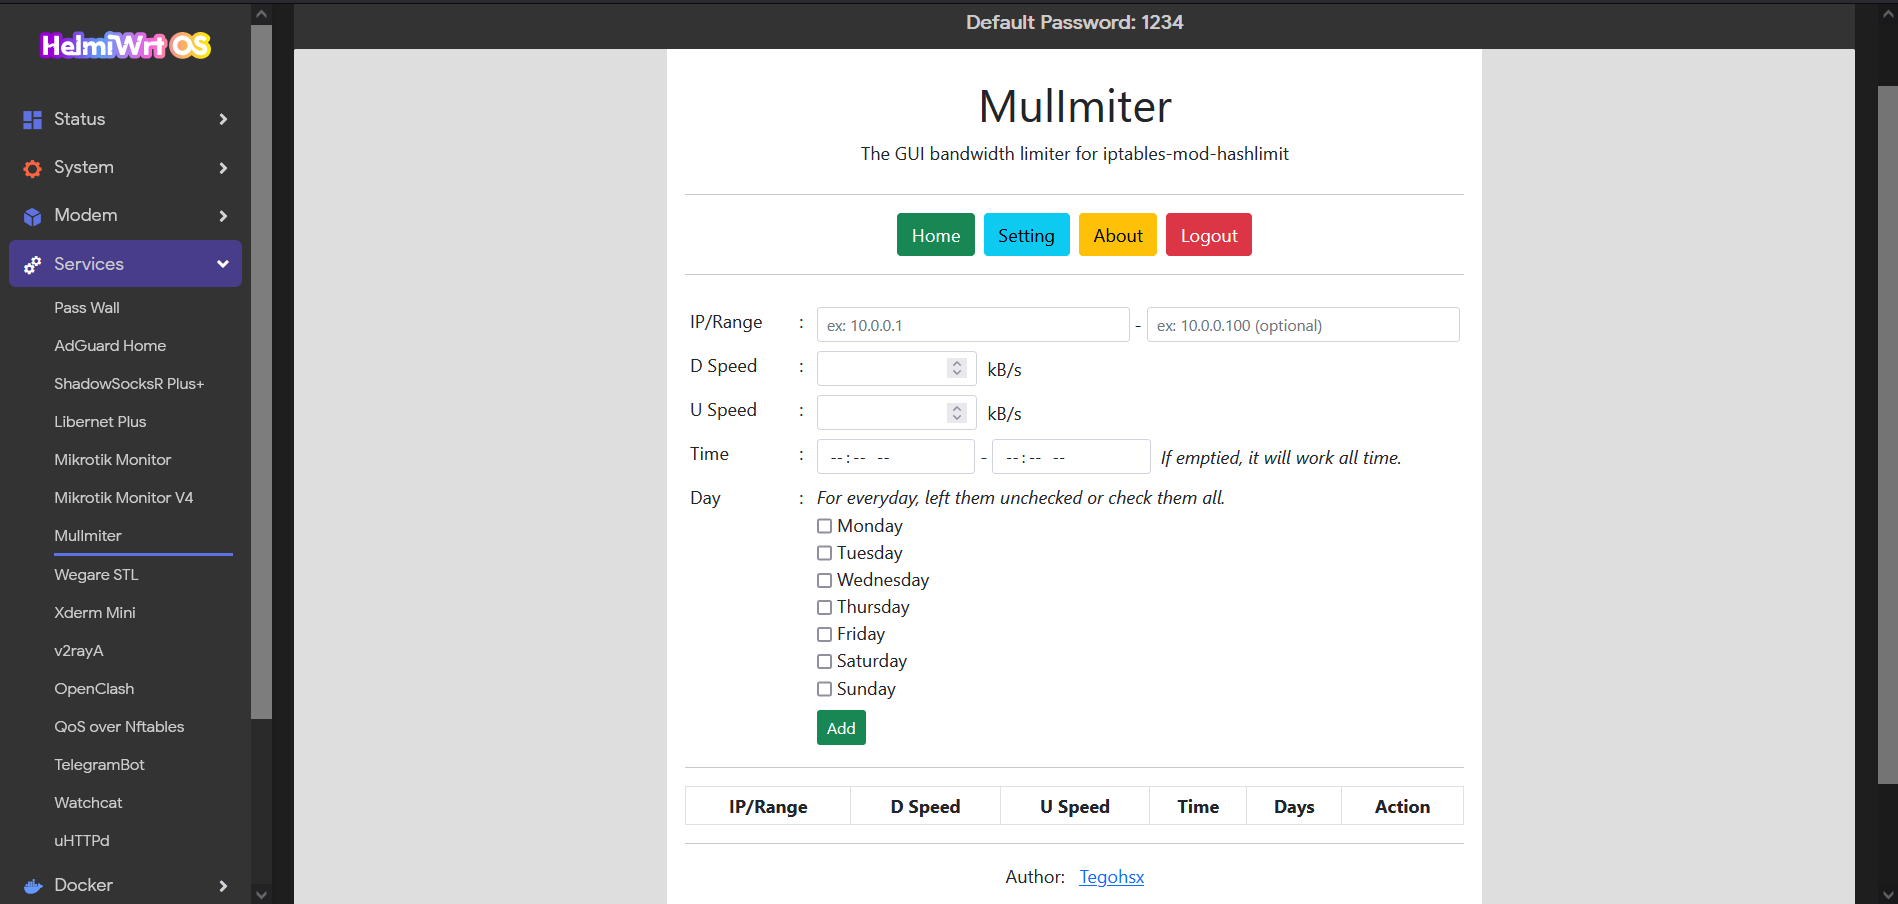 HelmiWrt OS
Status
System
Modem
Services
Pass Wall
AdGuard Home
ShadowSocksR Plus+
Libernet Plus
Mikrotik Monitor
Mikrotik Monitor V4
Mullmiter
Wegare STL
Xderm Mini
v2rayA
OpenClash
QoS over Nftables
TelegramBot
Watchcat
uHTTPd
Docker
Default Password: 1234
MulImiter
The GUI bandwidth limiter for iptables-mod-hashlimit
Home Setting About Logout
IP/Range : ex: 10.0.0.1 - ex: 10.0.0.100 (optional)
D Speed : kB/s
U Speed : kB/s
Time : --:-- -- - --:-- -- If emptied, it will work all time.
Day : For everyday, left them unchecked or check them all.
Monday
Tuesday
Wednesday
Thursday
Friday
Saturday
Sunday
Add
IP/Range D Speed U Speed Time Days Action
Author: Tegohsx